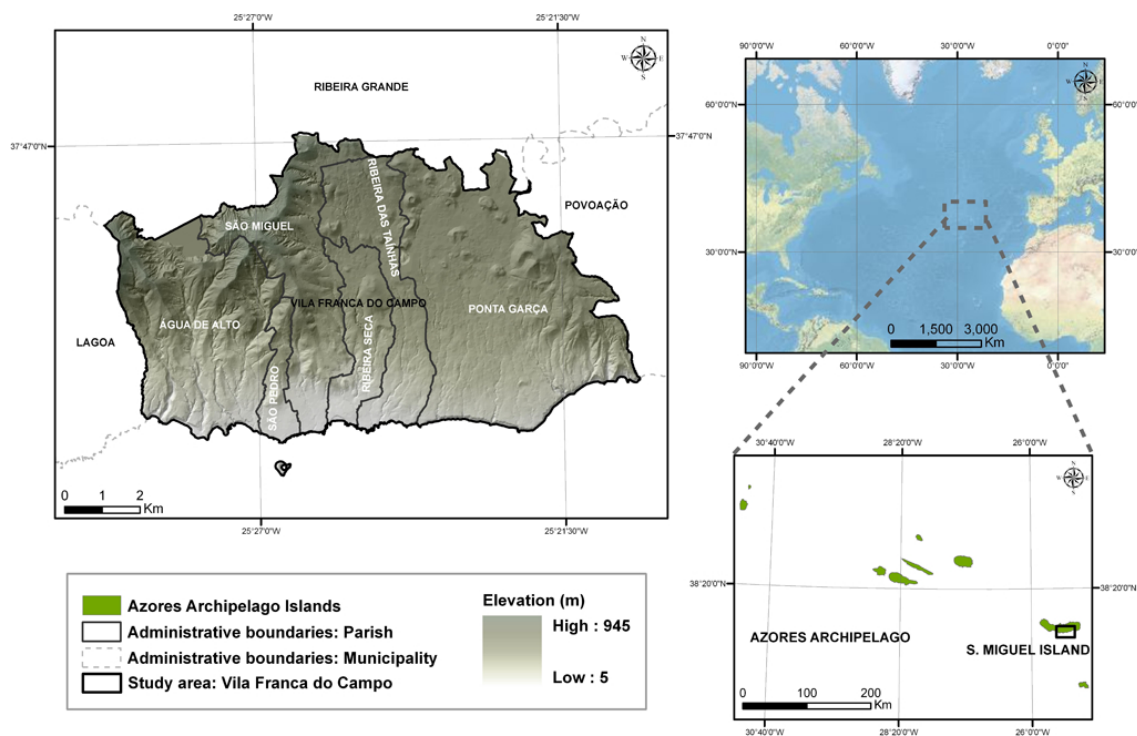 25°27'0"W
25°21'30"W
N
W E
S
RIBEIRA GRANDE
37°47'0"N
37°47'0"N
RIBEIRA DAS TAÍNHAS
POVOAÇÃO
SÃO MIGUEL
VILA FRANCA DO CAMPO
PONTA GARÇA
ÁGUA DE ALTO
LAGOA
RIBEIRA SECA
SÃO PEDRO
0 1 2
Km
25°27'0"W
25°21'30"W
90°0'0"W
60°0'0"W
30°0'0"W
0°0'0"
N
W E
S
60°0'0"N
60°0'0"N
30°0'0"N
30°0'0"N
0 1,500 3,000
Km
90°0'0"W
60°0'0"W
30°0'0"W
0°0'0"
30°40'0"W
28°20'0"W
26°0'0"W
N
W E
S
38°20'0"N
38°20'0"N
AZORES ARCHIPELAGO
S. MIGUEL ISLAND
0 100 200
Km
30°40'0"W
28°20'0"W
26°0'0"W
Azores Archipelago Islands
Administrative boundaries: Parish
Administrative boundaries: Municipality
Study area: Vila Franca do Campo
Elevation (m)
High : 945
Low : 5